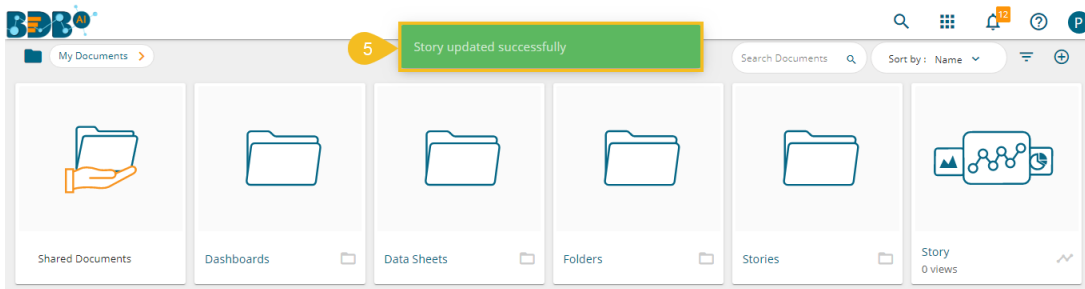 BDB AI
12
P
5
Story updated successfully
My Documents
Search Documents
Sort by : Name
Shared Documents
Dashboards
Data Sheets
Folders
Stories
Story
0 views